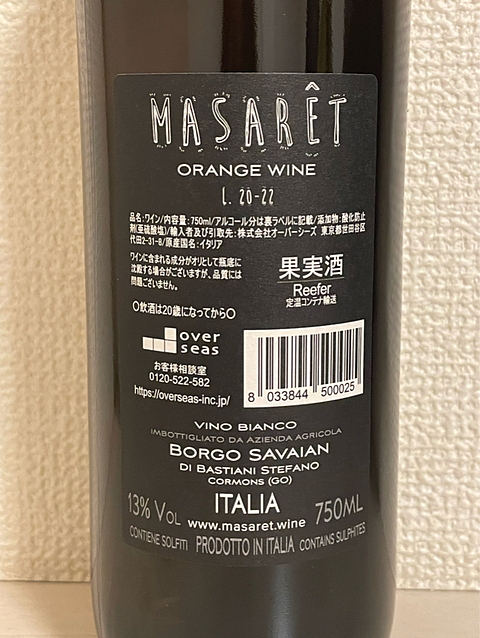 MASARÊT
ORANGE WINE
L. 20-22
品名:ワイン/内容量:750ml/アルコール分は裏ラベルに記載/添加物:酸化防止
剤(亜硫酸塩)/輸入者及び引取先:株式会社オーバーシーズ 東京都世田谷区
代田2-31-8/原産国名:イタリア
ワインに含まれる成分がオリとして瓶底に
沈殿する場合がございますが、品質には
問題ございません。
果実酒
Reefer
定温コンテナ輸送
〇飲酒は20歳になってから〇
over
seas
お客様相談室
0120-522-582
https://overseas-inc.jp/
8 033844 500025
VINO BIANCO
IMBOTTIGLIATO DA AZIENDA AGRICOLA
BORGO SAVAIAN
DI BASTIANI STEFANO
CORMONS (GO)
ITALIA
13% VOL
www.masaret.wine
750ML
CONTIENE SOLFITI
PRODOTTO IN ITALIA
CONTAINS SULPHITES